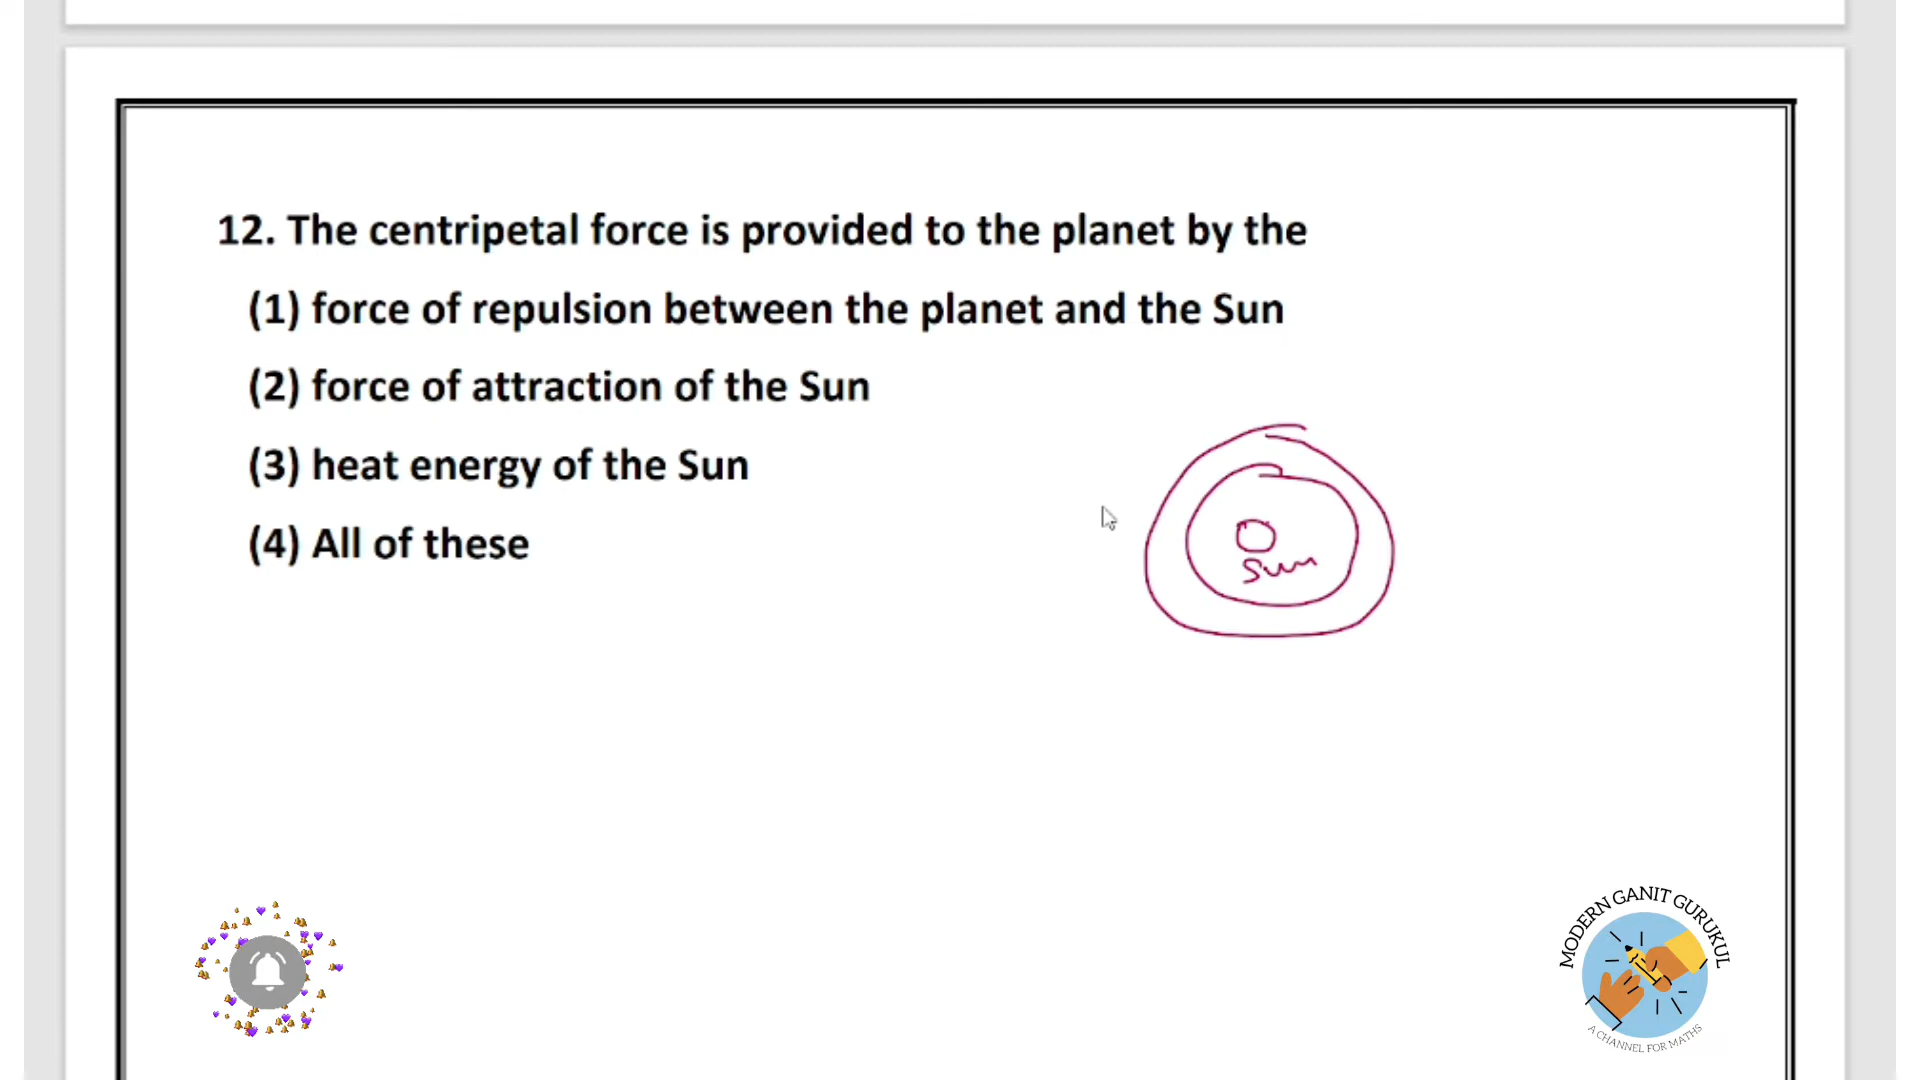 12. The centripetal force is provided to the planet by the
(1) force of repulsion between the planet and the Sun
(2) force of attraction of the Sun
(3) heat energy of the Sun
(4) All of these
Sun
MODERN GANIT GURUKUL
A CHANNEL FOR MATHS